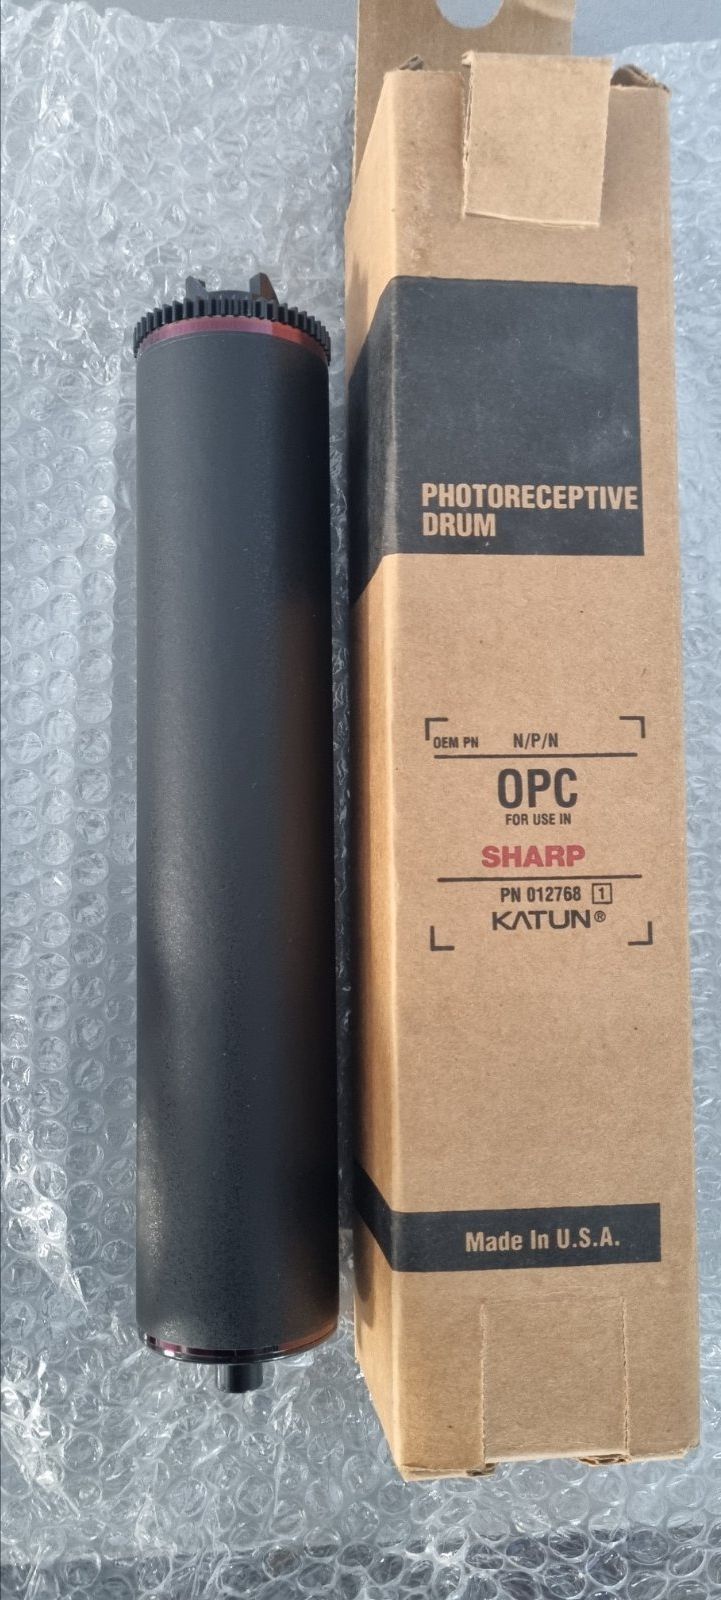 PHOTORECEPTIVE
DRUM
OEM PN N/P/N
OPC
FOR USE IN
SHARP
PN 012768 1
KATUN®
Made In U.S.A.